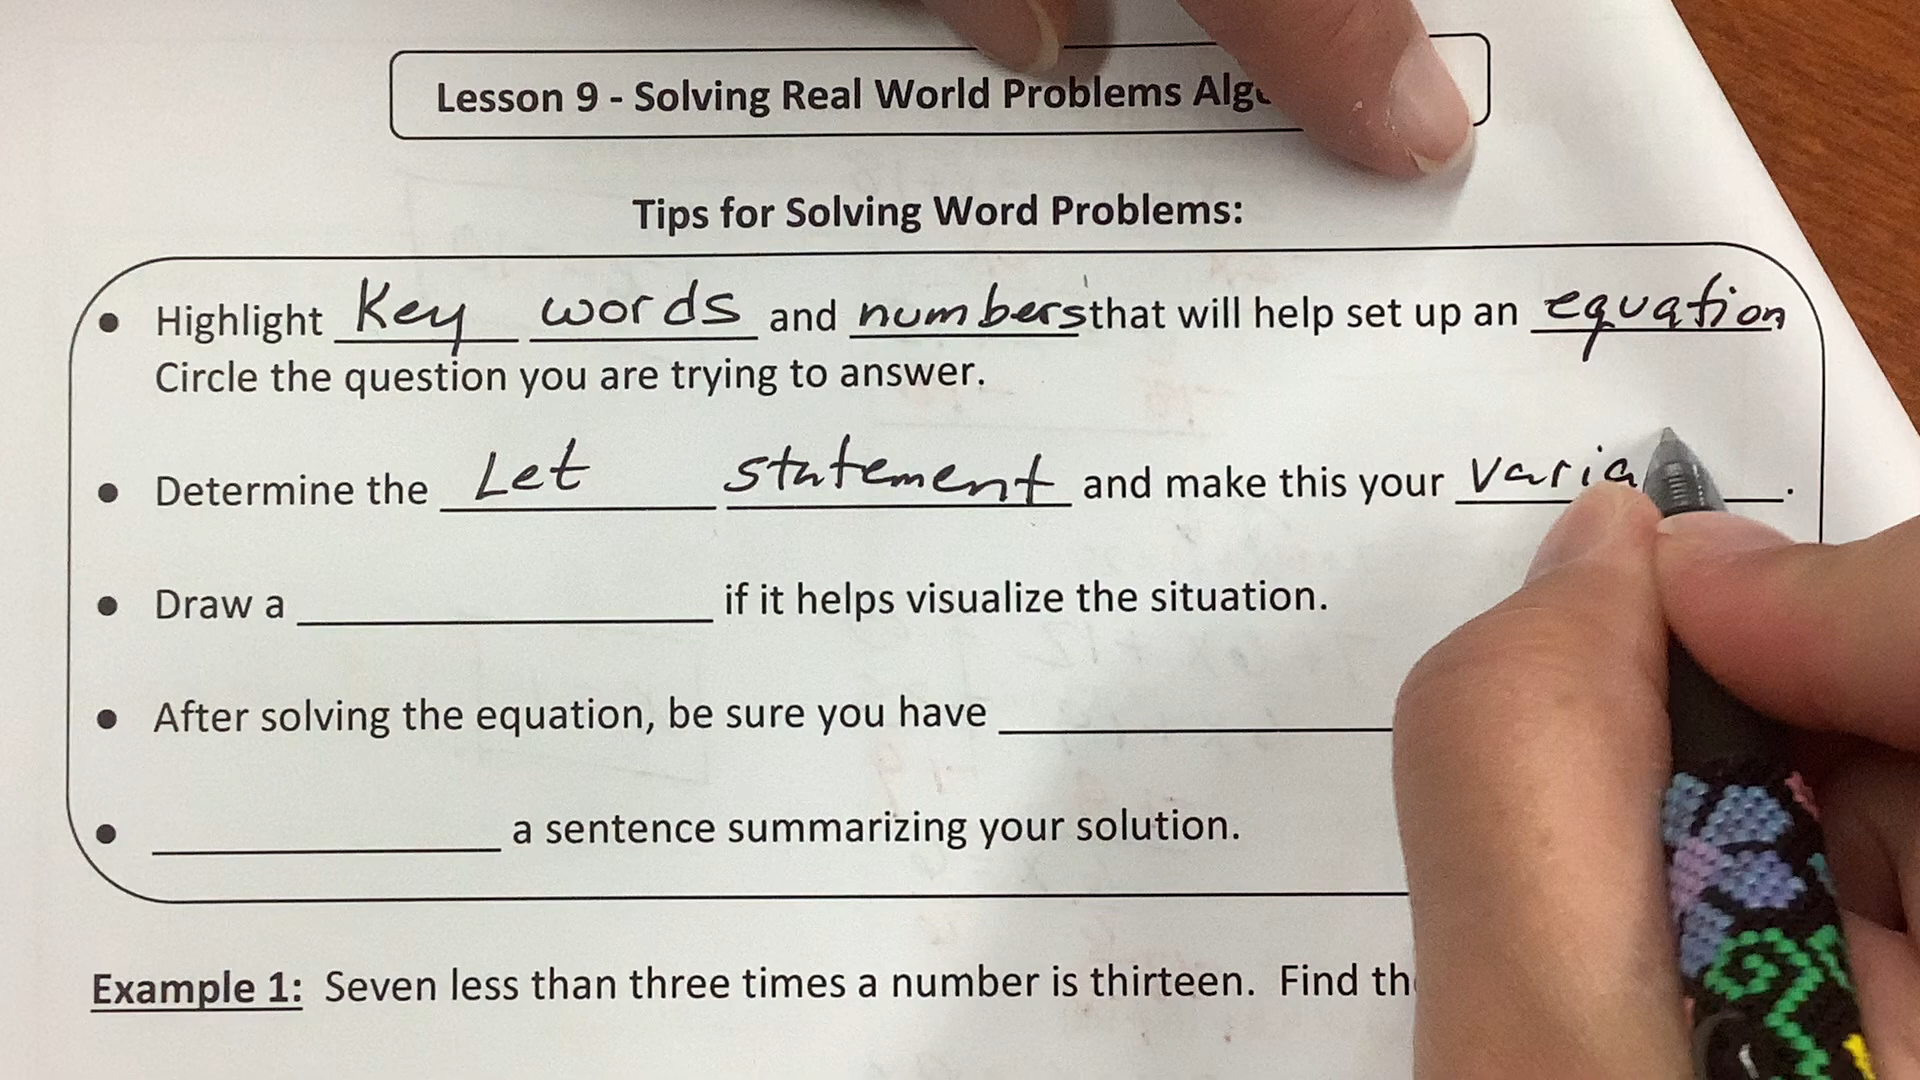 Lesson 9 - Solving Real World Problems
Tips for Solving Word Problems:
• Highlight Key words and numbers that will help set up an equation
Circle the question you are trying to answer.
• Determine the Let statement and make this your varia.
• Draw a ____ if it helps visualize the situation.
• After solving the equation, be sure you have ____
• ____ a sentence summarizing your solution.
Example 1: Seven less than three times a number is thirteen. Find